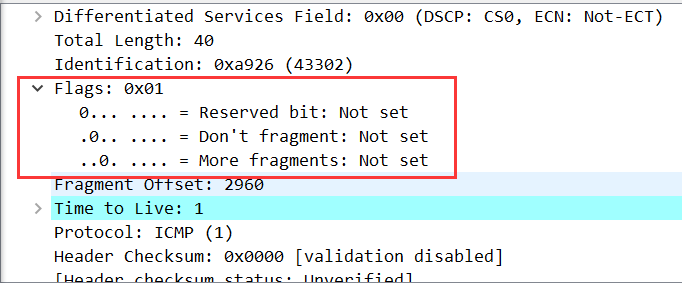 Differentiated Services Field: 0x00 (DSCP: CS0, ECN: Not-ECT)
Total Length: 40
Identification: 0xa926 (43302)
Flags: 0x01
0... .... = Reserved bit: Not set
.0.. .... = Don't fragment: Not set
..0. .... = More fragments: Not set
Fragment Offset: 2960
Time to Live: 1
Protocol: ICMP (1)
Header Checksum: 0x0000 [validation disabled]
[Header checksum status: Unverified]